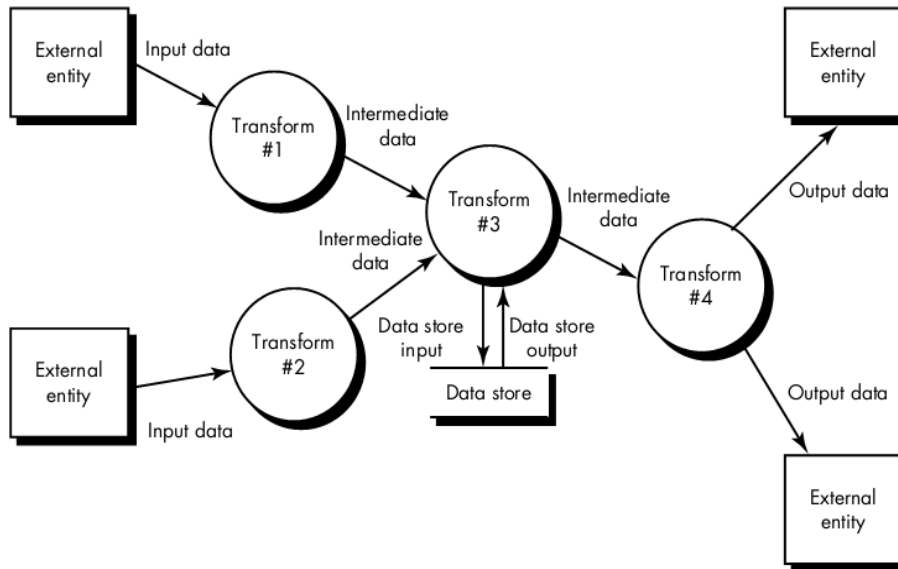 External
entity
Input data
Transform
#1
Intermediate
data
External
entity
Output data
Transform
#3
Intermediate
data
Intermediate
data
Transform
#4
External
entity
Input data
Transform
#2
Data store
input
Data store
output
Data store
Output data
External
entity